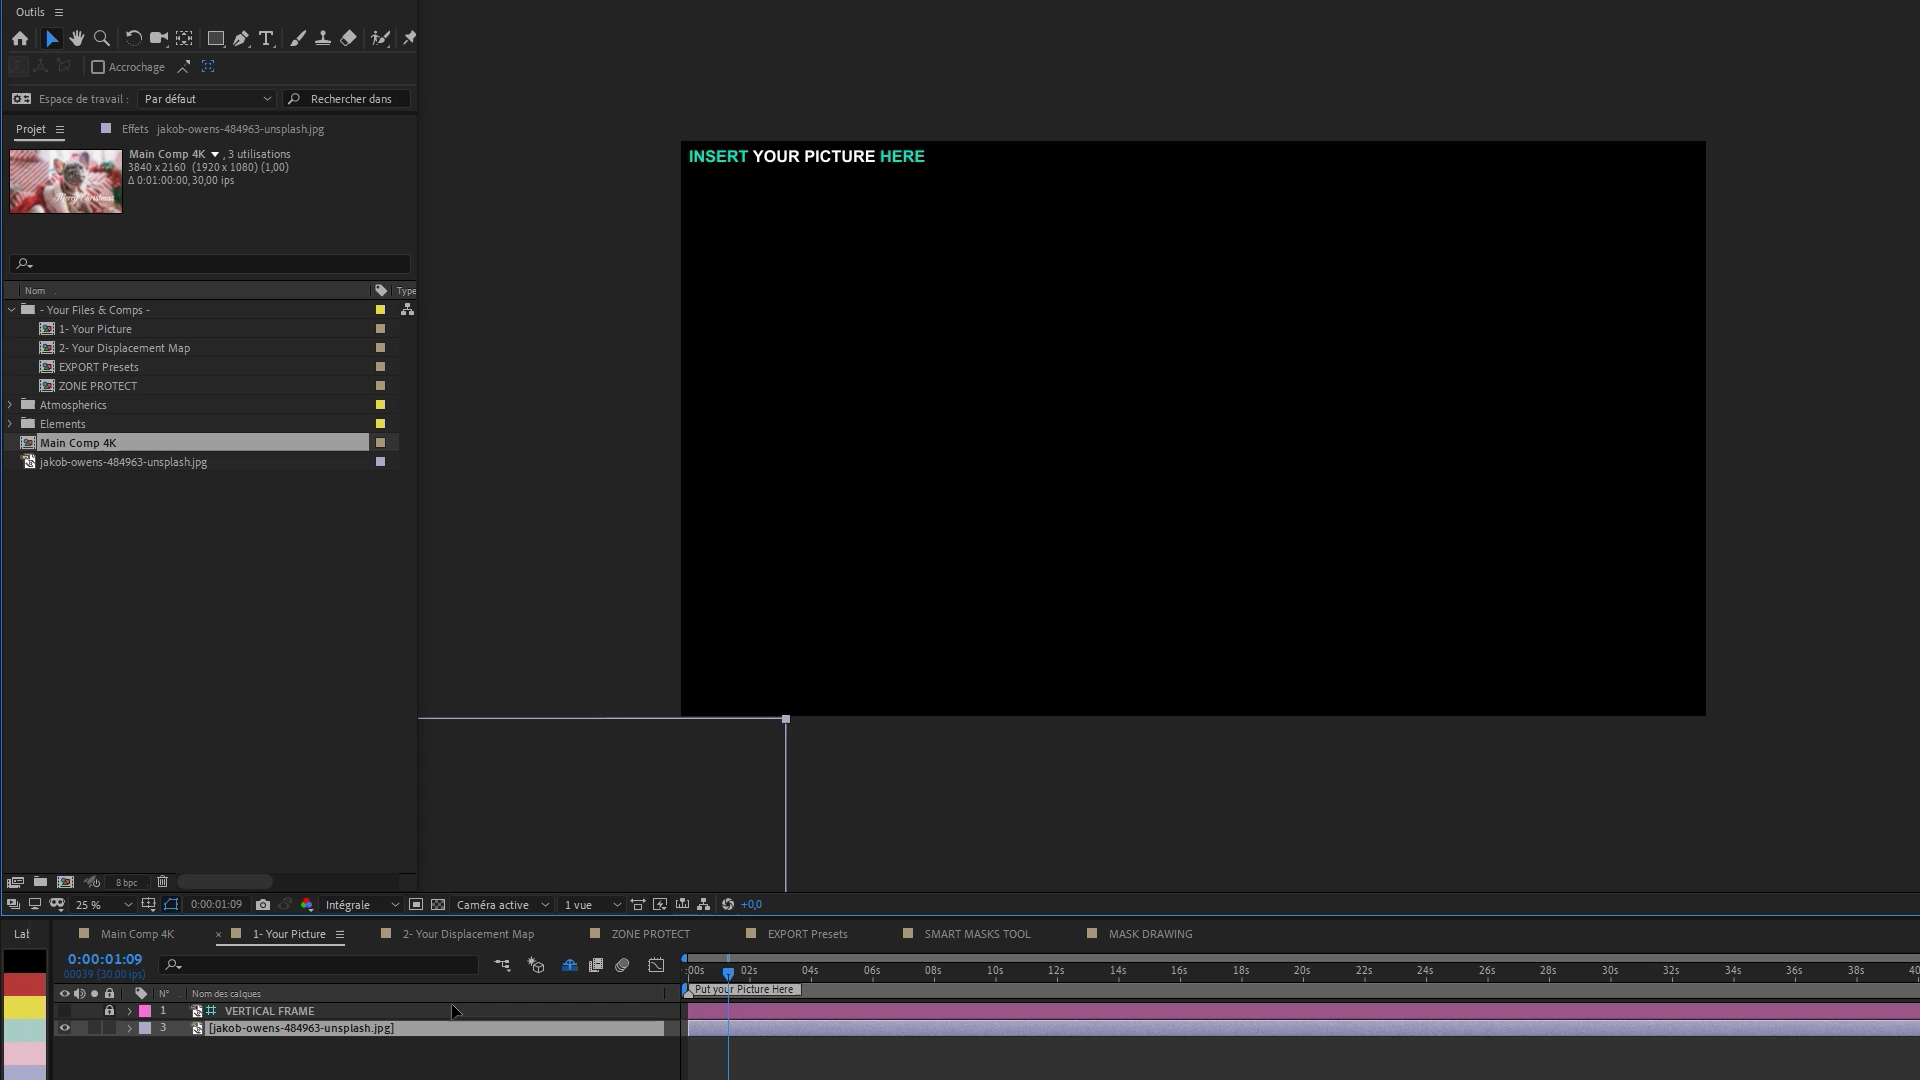 Outils
Accrochage
Espace de travail : Par défaut Rechercher dans
Projet Effets jakob-owens-484963-unsplash.jpg
Main Comp 4K , 3 utilisations
3840 x 2160 (1920 x 1080) (1,00)
Δ 0:01:00:00, 30,00 ips
Nom Type
- Your Files & Comps -
1- Your Picture
2- Your Displacement Map
EXPORT Presets
ZONE PROTECT
Atmospherics
Elements
Main Comp 4K
jakob-owens-484963-unsplash.jpg
INSERT YOUR PICTURE HERE
Merry Christmas
8 bpc
25 % 0:00:01:09 Intégrale Caméra active 1 vue +0,0
Lat Main Comp 4K × 1- Your Picture 2- Your Displacement Map ZONE PROTECT EXPORT Presets SMART MASKS TOOL MASK DRAWING
0:00:01:09
00039 (30.00 ips)
:00s 02s 04s 06s 08s 10s 12s 14s 16s 18s 20s 22s 24s 26s 28s 30s 32s 34s 36s 38s 40
N° Nom des calques Put your Picture Here
1 VERTICAL FRAME
3 [jakob-owens-484963-unsplash.jpg]